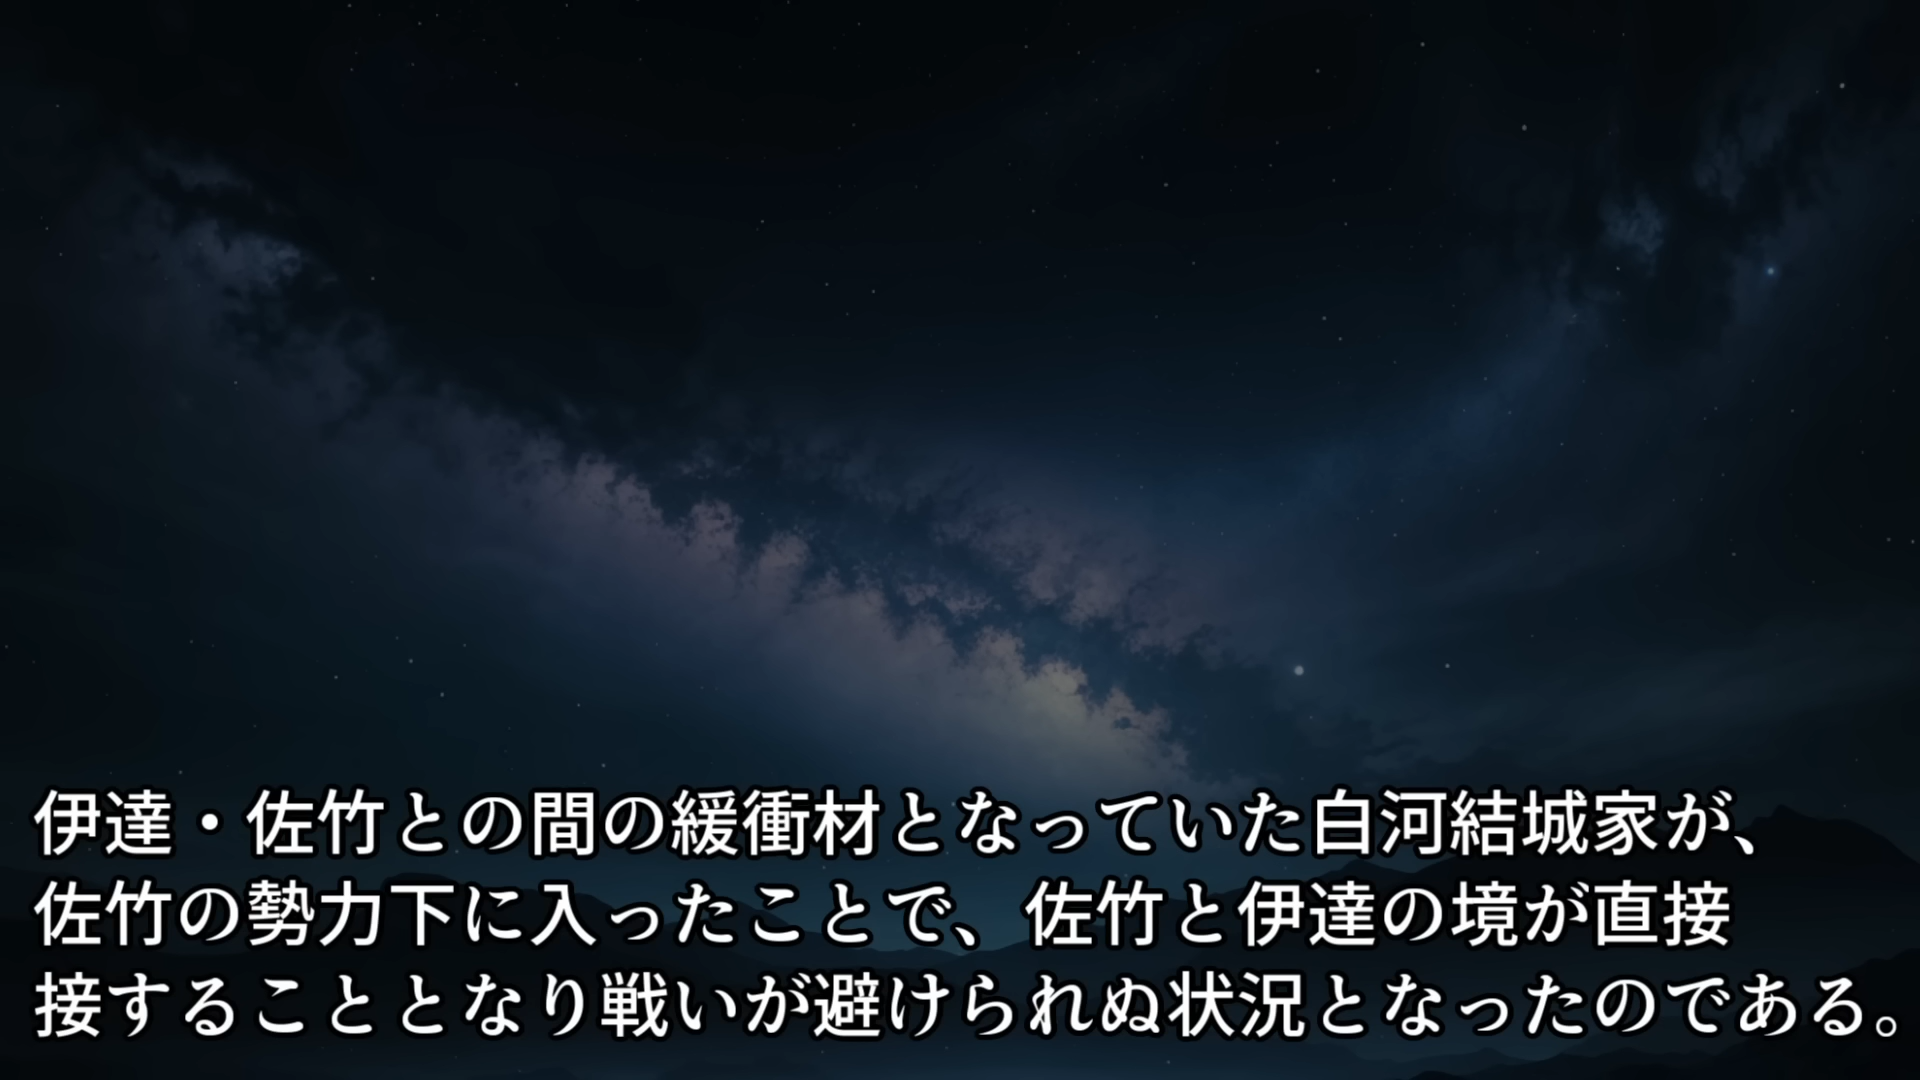 伊達・佐竹との間の緩衝材となっていた白河結城家が、
佐竹の勢力下に入ったことで、佐竹と伊達の境が直接
接することとなり戦いが避けられぬ状況となったのである。